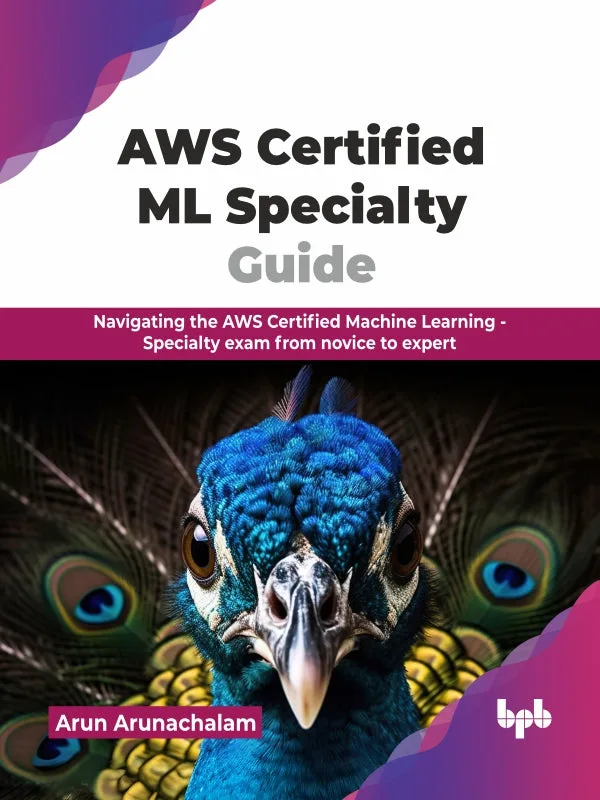 AWS Certified
ML Specialty
Guide
Navigating the AWS Certified Machine Learning -
Specialty exam from novice to expert
Arun Arunachalam
bpb